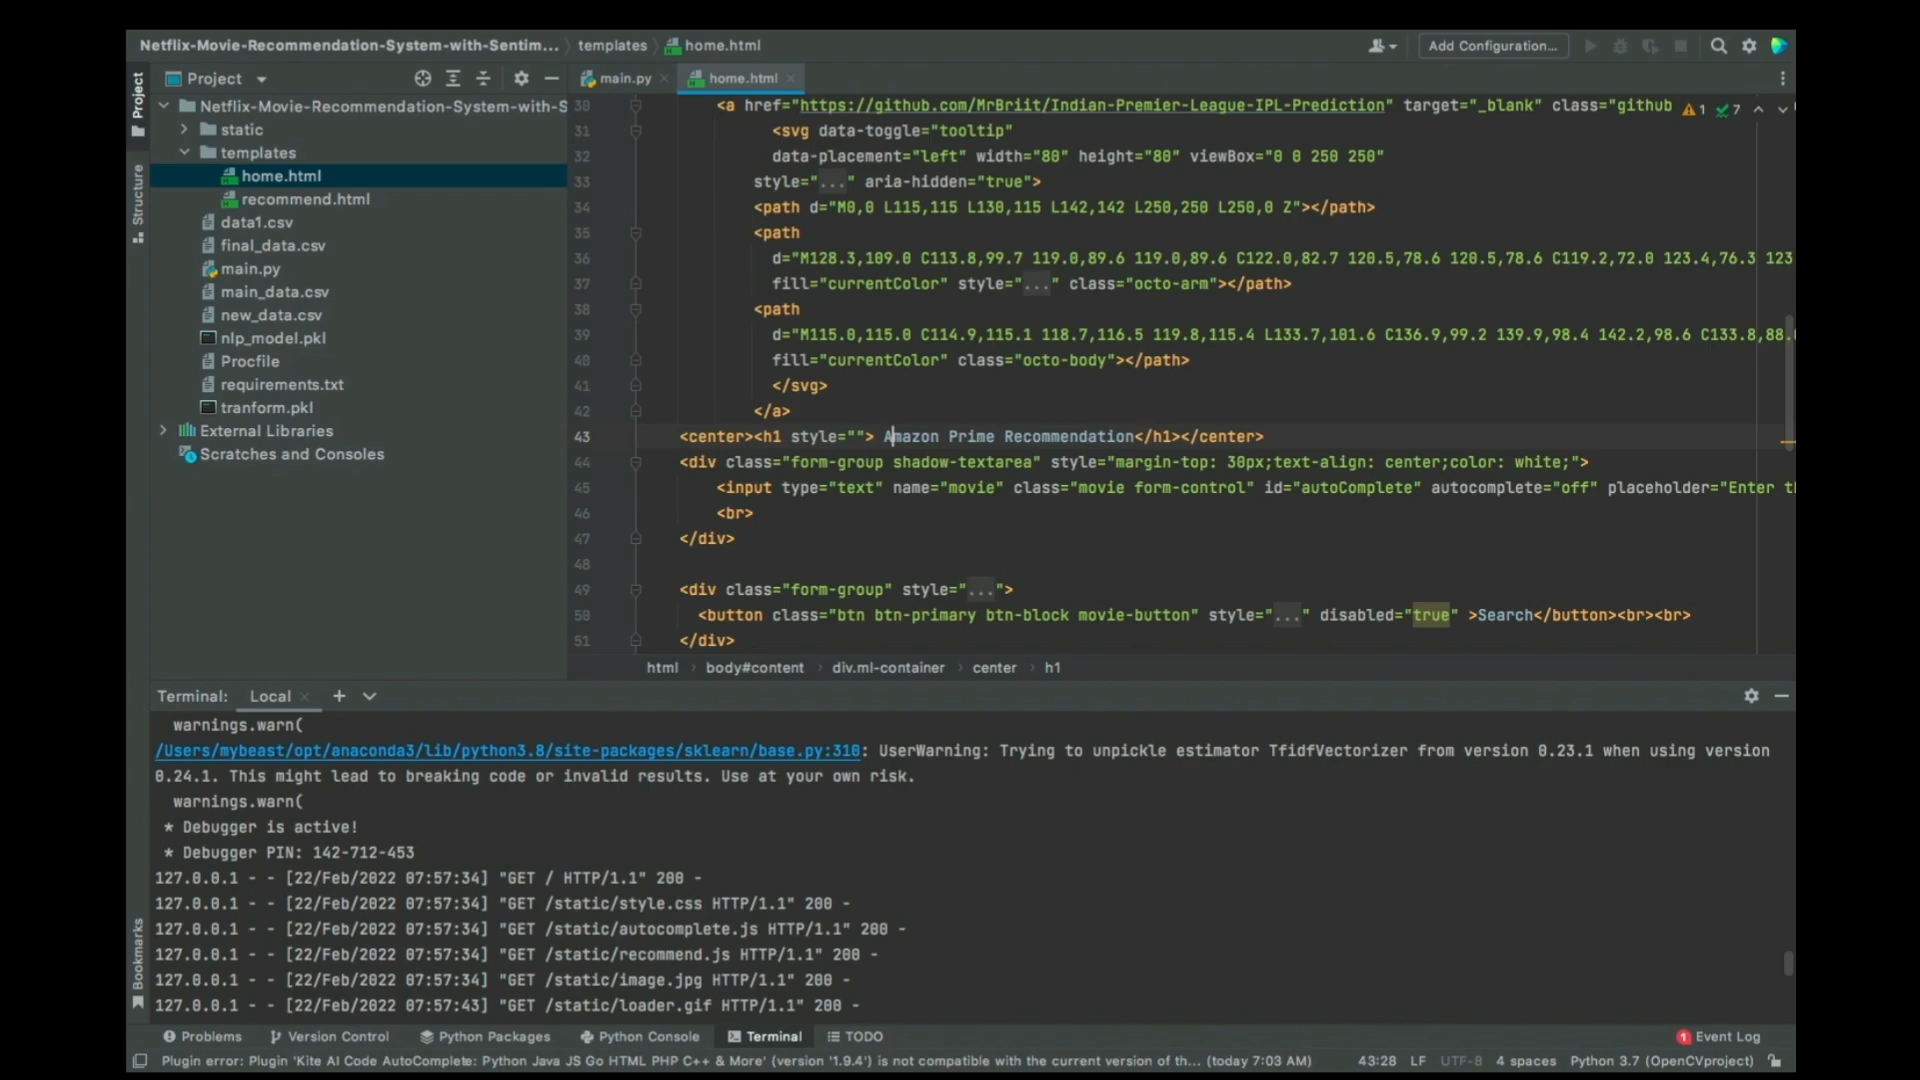 Netflix-Movie-Recommendation-System-with-Sentim... templates home.html
Add Configuration...
Project
Structure
Bookmarks
Project
main.py
home.html
Netflix-Movie-Recommendation-System-with-S
static
templates
home.html
recommend.html
data1.csv
final_data.csv
main.py
main_data.csv
new_data.csv
nlp_model.pkl
Procfile
requirements.txt
tranform.pkl
External Libraries
Scratches and Consoles
30 <a href="https://github.com/MrBriit/Indian-Premier-League-IPL-Prediction" target="_blank" class="github
1 7
31 <svg data-toggle="tooltip"
32 data-placement="left" width="80" height="80" viewBox="0 0 250 250"
33 style="..." aria-hidden="true">
34 <path d="M0,0 L115,115 L130,115 L142,142 L250,250 L250,0 Z"></path>
35 <path
36 d="M128.3,109.0 C113.8,99.7 119.0,89.6 119.0,89.6 C122.0,82.7 120.5,78.6 120.5,78.6 C119.2,72.0 123.4,76.3 123
37 fill="currentColor" style="..." class="octo-arm"></path>
38 <path
39 d="M115.0,115.0 C114.9,115.1 118.7,116.5 119.8,115.4 L133.7,101.6 C136.9,99.2 139.9,98.4 142.2,98.6 C133.8,88.
40 fill="currentColor" class="octo-body"></path>
41 </svg>
42 </a>
43 <center><h1 style=""> Amazon Prime Recommendation</h1></center>
44 <div class="form-group shadow-textarea" style="margin-top: 30px;text-align: center;color: white;">
45 <input type="text" name="movie" class="movie form-control" id="autoComplete" autocomplete="off" placeholder="Enter t
46 <br>
47 </div>
48
49 <div class="form-group" style="...">
50 <button class="btn btn-primary btn-block movie-button" style="..." disabled="true" >Search</button><br><br>
51 </div>
html body#content div.ml-container center h1
Terminal: Local
warnings.warn(
/Users/mybeast/opt/anaconda3/lib/python3.8/site-packages/sklearn/base.py:310: UserWarning: Trying to unpickle estimator TfidfVectorizer from version 0.23.1 when using version
0.24.1. This might lead to breaking code or invalid results. Use at your own risk.
warnings.warn(
* Debugger is active!
* Debugger PIN: 142-712-453
127.0.0.1 - - [22/Feb/2022 07:57:34] "GET / HTTP/1.1" 200 -
127.0.0.1 - - [22/Feb/2022 07:57:34] "GET /static/style.css HTTP/1.1" 200 -
127.0.0.1 - - [22/Feb/2022 07:57:34] "GET /static/autocomplete.js HTTP/1.1" 200 -
127.0.0.1 - - [22/Feb/2022 07:57:34] "GET /static/recommend.js HTTP/1.1" 200 -
127.0.0.1 - - [22/Feb/2022 07:57:34] "GET /static/image.jpg HTTP/1.1" 200 -
127.0.0.1 - - [22/Feb/2022 07:57:43] "GET /static/loader.gif HTTP/1.1" 200 -
Problems Version Control Python Packages Python Console Terminal TODO
1 Event Log
Plugin error: Plugin 'Kite AI Code AutoComplete: Python Java JS Go HTML PHP C++ & More' (version '1.9.4') is not compatible with the current version of th... (today 7:03 AM)
43:28 LF UTF-8 4 spaces Python 3.7 (OpenCVproject)